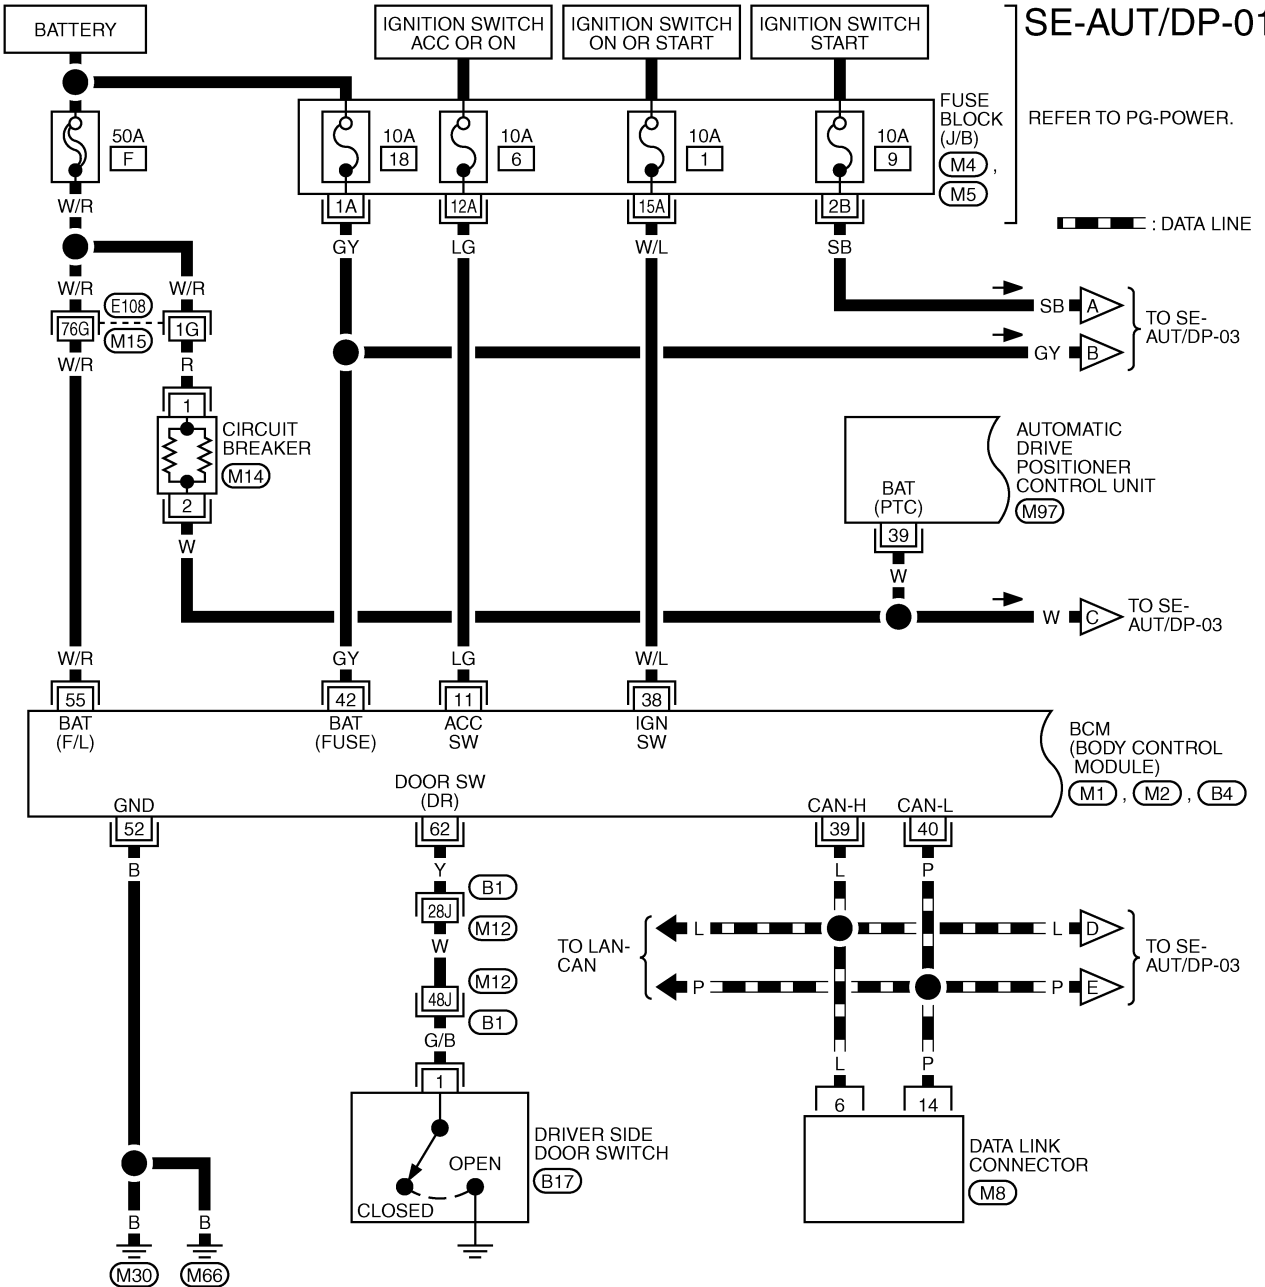 BATTERY
IGNITION SWITCH
ACC OR ON
IGNITION SWITCH
ON OR START
IGNITION SWITCH
START
SE-AUT/DP-01
50A
F
10A
18
10A
6
10A
1
10A
9
FUSE
BLOCK
(J/B)
M4 ,
M5
REFER TO PG-POWER.
: DATA LINE
W/R
1A
12A
15A
2B
GY
LG
W/L
SB
W/R
W/R
E108
76G
1G
M15
W/R
R
SB
A
GY
B
TO SE-
AUT/DP-03
1
CIRCUIT
BREAKER
M14
2
W
AUTOMATIC
DRIVE
POSITIONER
CONTROL UNIT
M97
BAT
(PTC)
39
W
W
C
TO SE-
AUT/DP-03
W/R
GY
LG
W/L
55
42
11
38
BAT
(F/L)
BAT
(FUSE)
ACC
SW
IGN
SW
BCM
(BODY CONTROL
MODULE)
M1 , M2 , B4
DOOR SW
(DR)
GND
CAN-H
CAN-L
52
62
39
40
B
Y
L
P
B1
28J
M12
W
M12
48J
B1
G/B
1
TO LAN-
CAN
L
L
D
P
P
E
TO SE-
AUT/DP-03
L
P
6
14
DATA LINK
CONNECTOR
M8
DRIVER SIDE
DOOR SWITCH
B17
OPEN
CLOSED
B
B
M30
M66